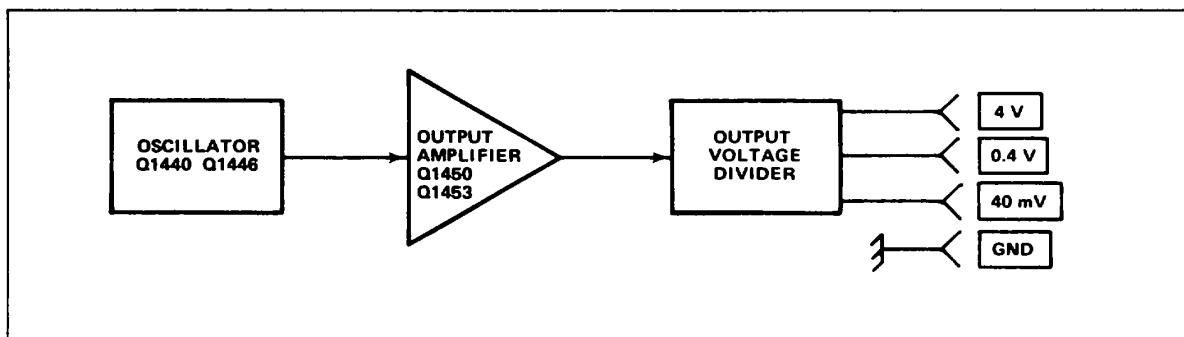 OSCILLATOR
Q1440 Q1446
OUTPUT
AMPLIFIER
Q1450
Q1453
OUTPUT
VOLTAGE
DIVIDER
4 V
0.4 V
40 mV
GND